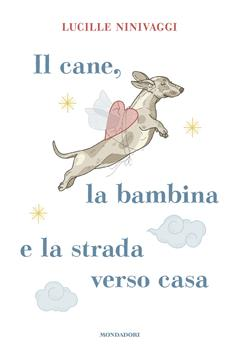 LUCILLE NINIVAGGI
Il cane,
la bambina
e la strada
verso casa
MONDADORI